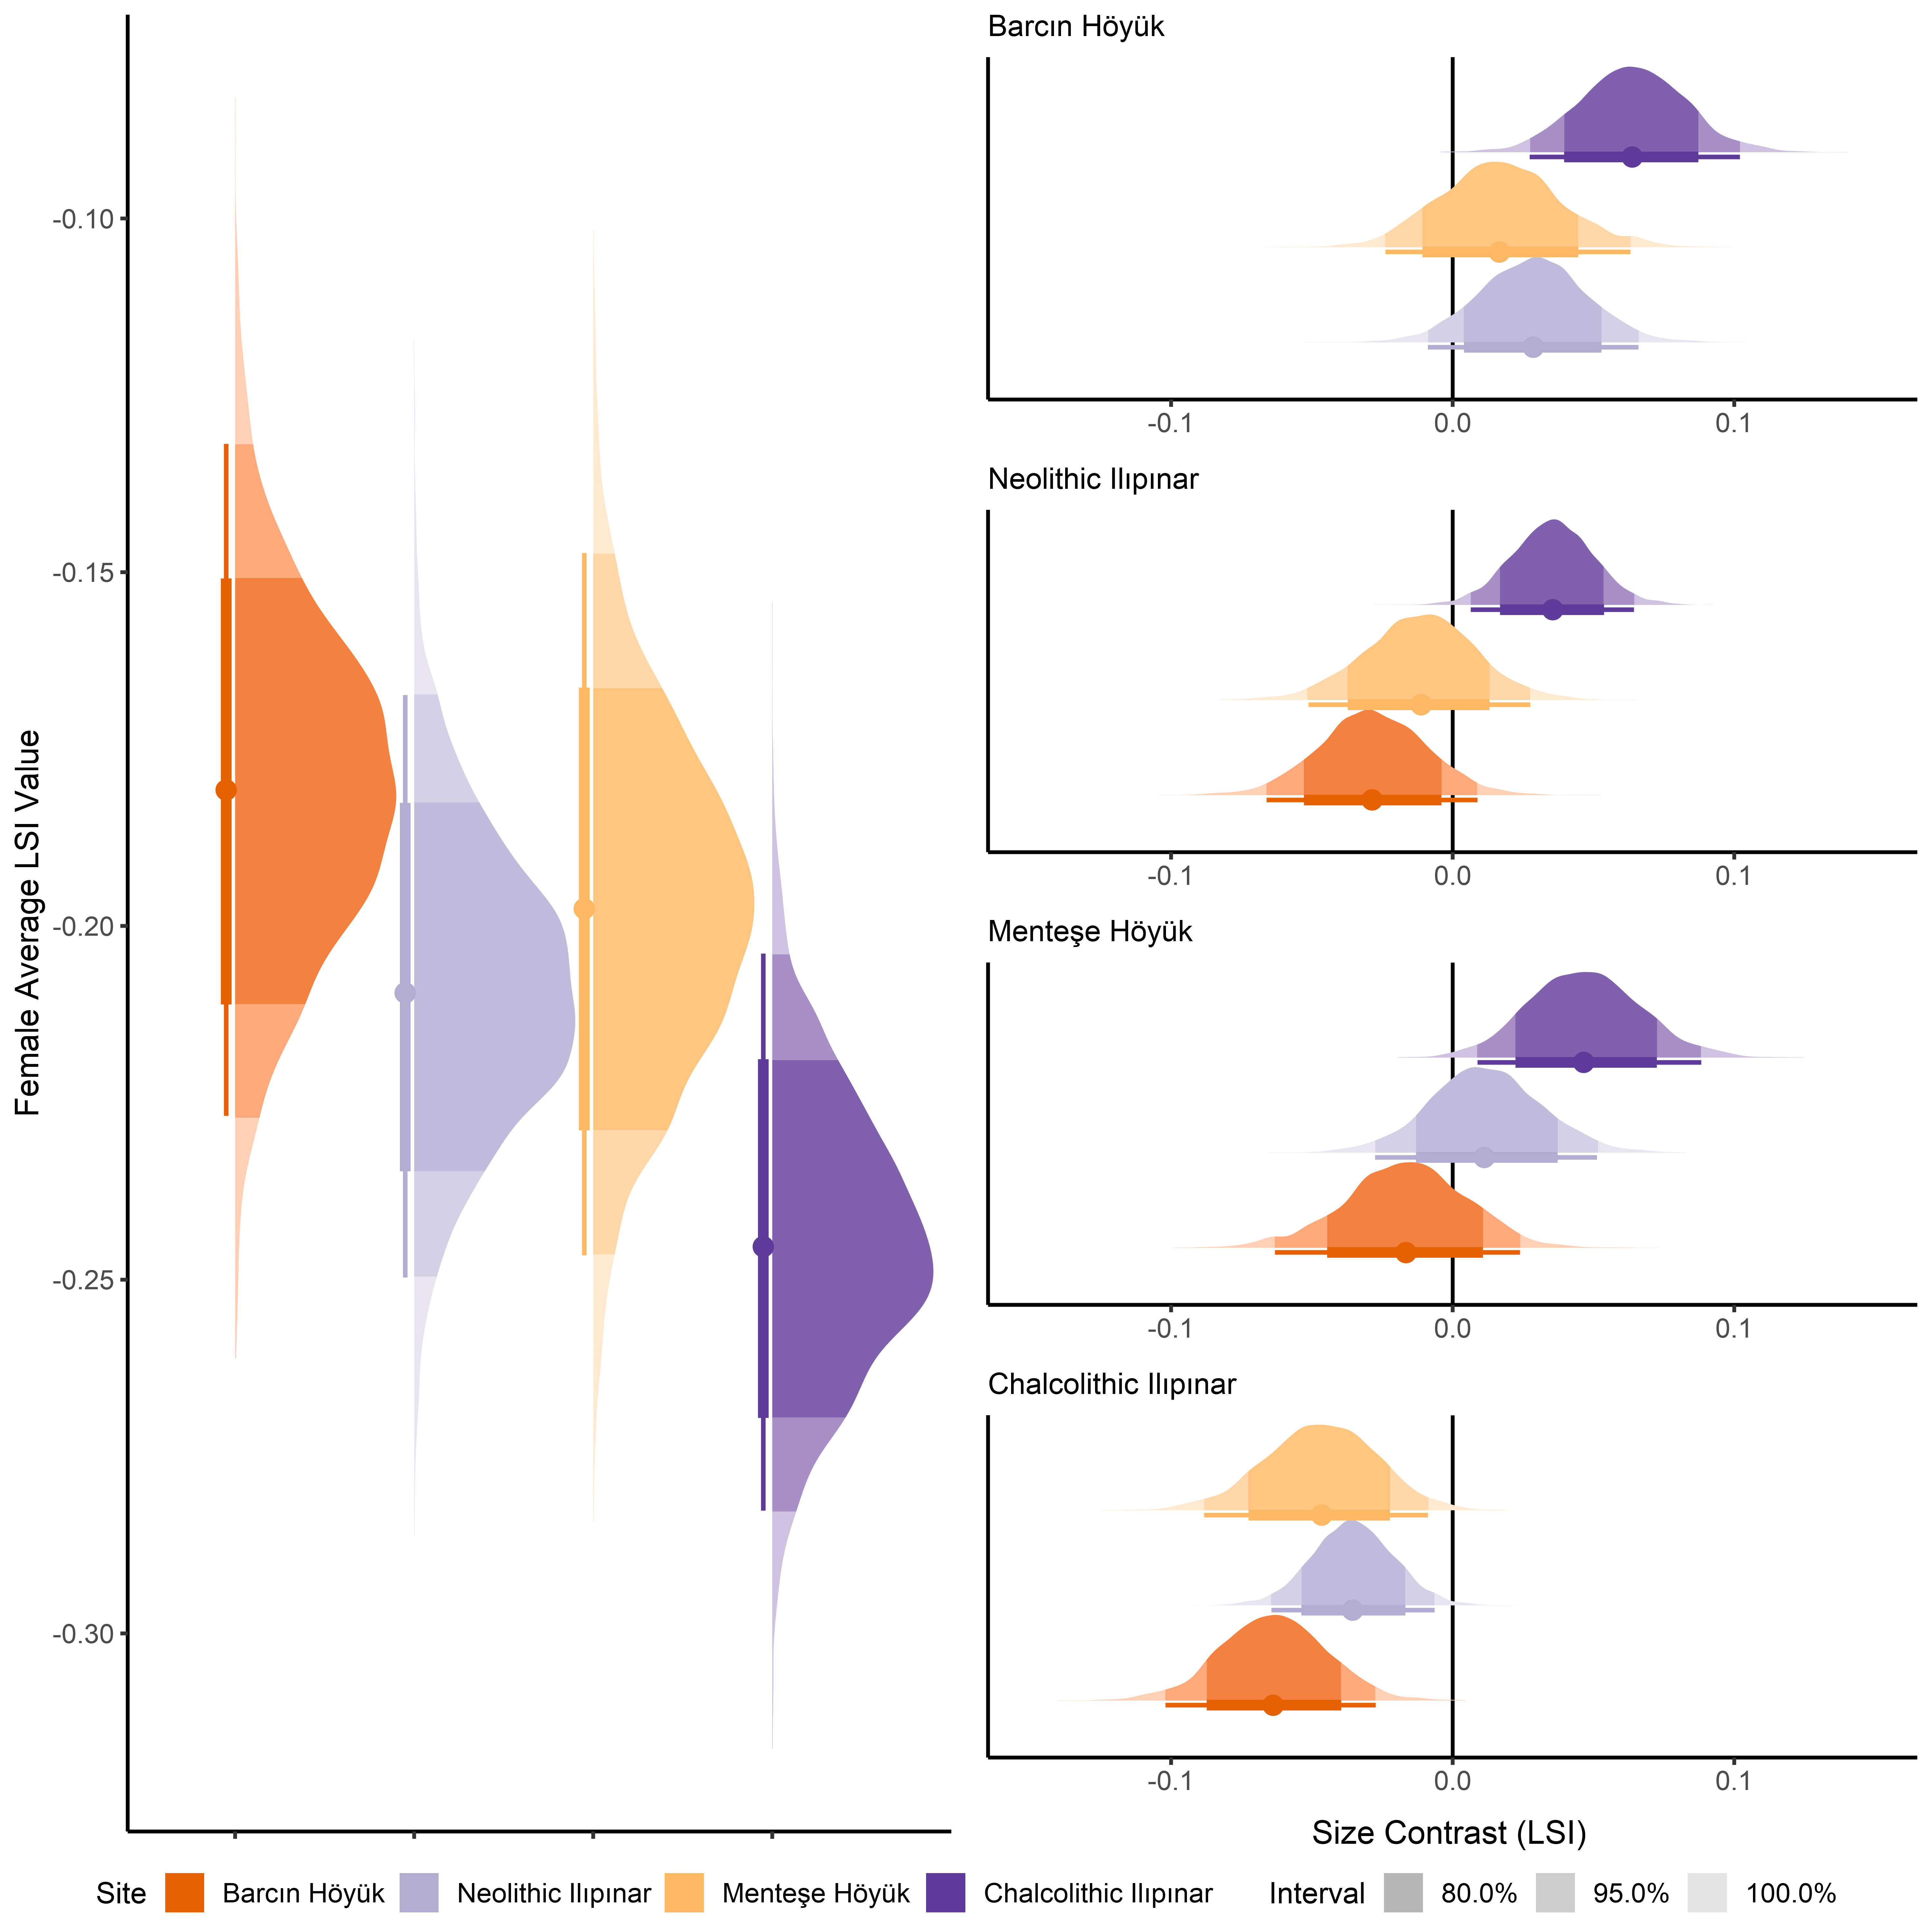 Female Average LSI Value
-0.10
-0.15
-0.20
-0.25
-0.30
Barcın Höyük
-0.1 0.0 0.1
Neolithic Ilıpınar
-0.1 0.0 0.1
Menteşe Höyük
-0.1 0.0 0.1
Chalcolithic Ilıpınar
-0.1 0.0 0.1
Size Contrast (LSI)
Site Barcın Höyük Neolithic Ilıpınar Menteşe Höyük Chalcolithic Ilıpınar Interval 80.0% 95.0% 100.0%